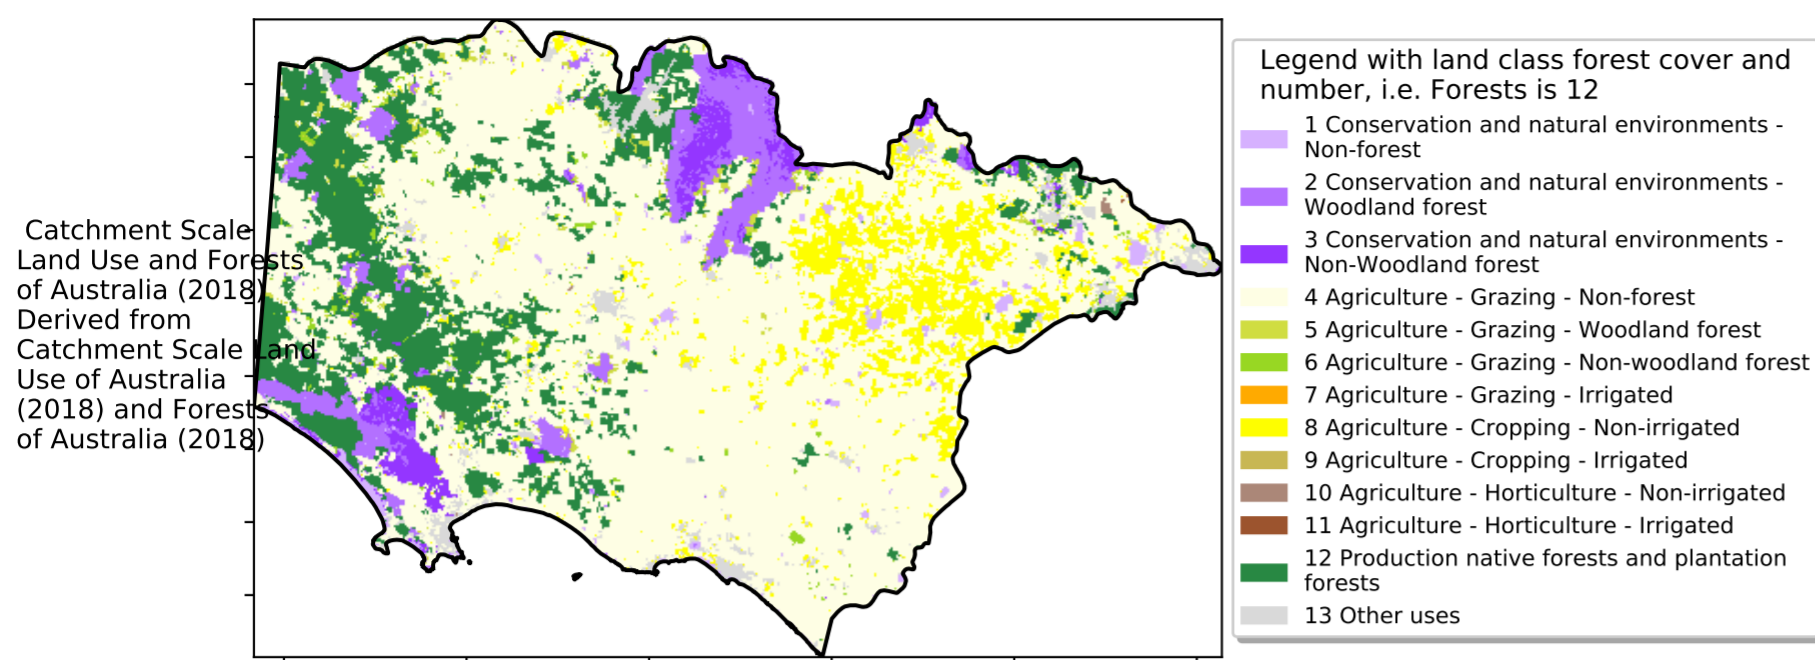 Catchment Scale
Land Use and Forests
of Australia (2018)
Derived from
Catchment Scale Land
Use of Australia
(2018) and Forests
of Australia (2018)
Legend with land class forest cover and
number, i.e. Forests is 12
1 Conservation and natural environments -
Non-forest
2 Conservation and natural environments -
Woodland forest
3 Conservation and natural environments -
Non-Woodland forest
4 Agriculture - Grazing - Non-forest
5 Agriculture - Grazing - Woodland forest
6 Agriculture - Grazing - Non-woodland forest
7 Agriculture - Grazing - Irrigated
8 Agriculture - Cropping - Non-irrigated
9 Agriculture - Cropping - Irrigated
10 Agriculture - Horticulture - Non-irrigated
11 Agriculture - Horticulture - Irrigated
12 Production native forests and plantation
forests
13 Other uses